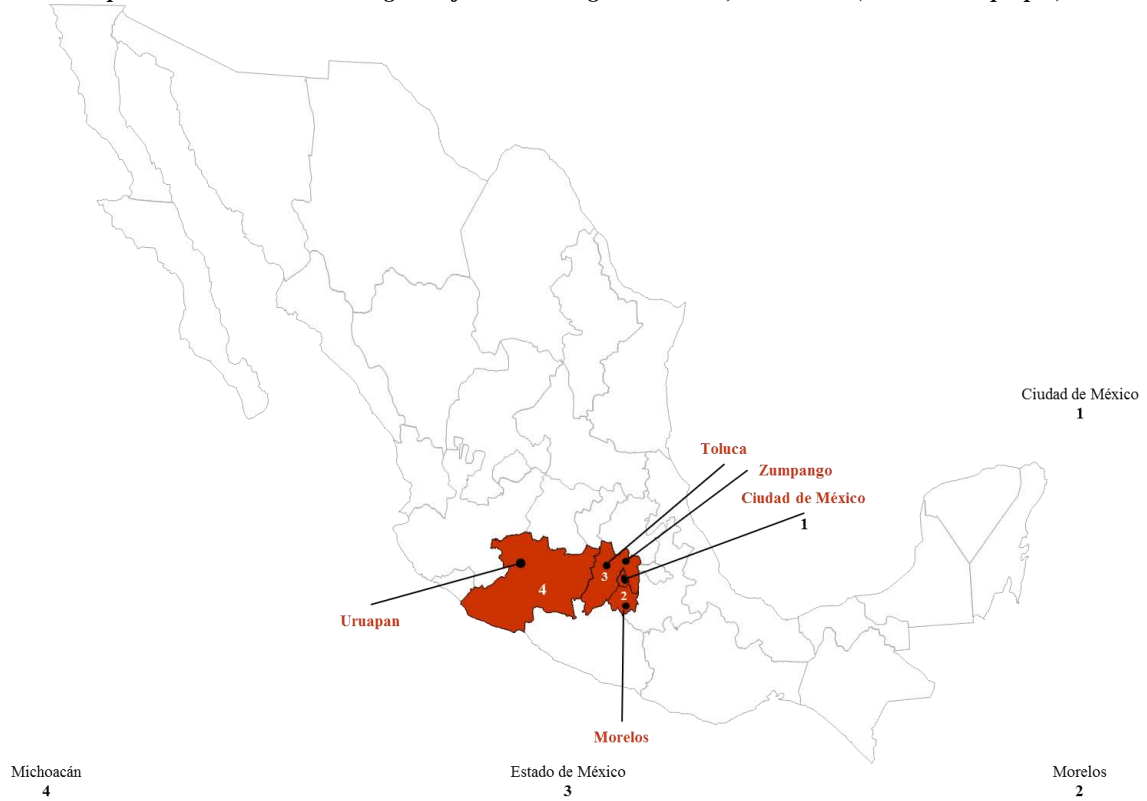 Ciudad de México
1
Toluca
Zumpango
Ciudad de México
1
3
4
2
Uruapan
Morelos
Michoacán
4
Estado de México
3
Morelos
2